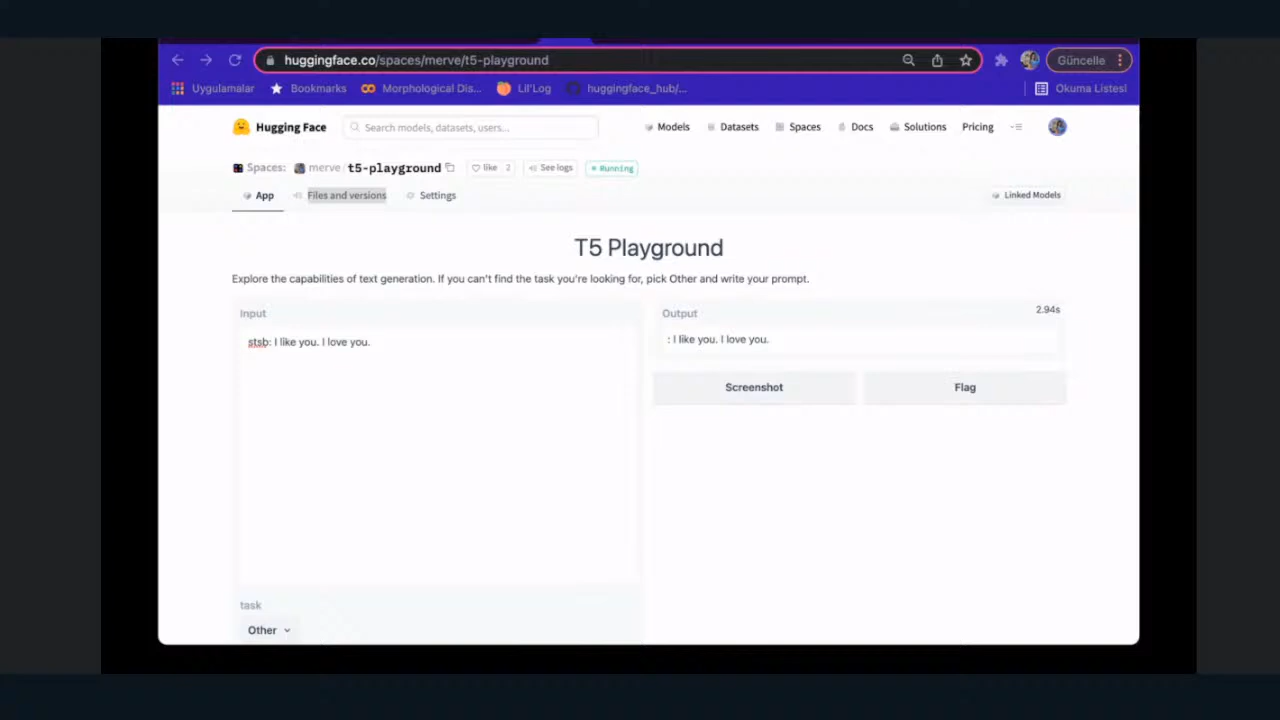 huggingface.co/spaces/merve/t5-playground
Güncelle
Uygulamalar
Bookmarks
Morphological Dis...
Lil'Log
huggingface_hub/...
Okuma Listesi
Hugging Face
Search models, datasets, users...
Models
Datasets
Spaces
Docs
Solutions
Pricing
Spaces: merve/t5-playground
like 2
See logs
Running
App
Files and versions
Settings
Linked Models
T5 Playground
Explore the capabilities of text generation. If you can't find the task you're looking for, pick Other and write your prompt.
Input
stsb: I like you. I love you.
Output
2.94s
: I like you. I love you.
Screenshot
Flag
task
Other